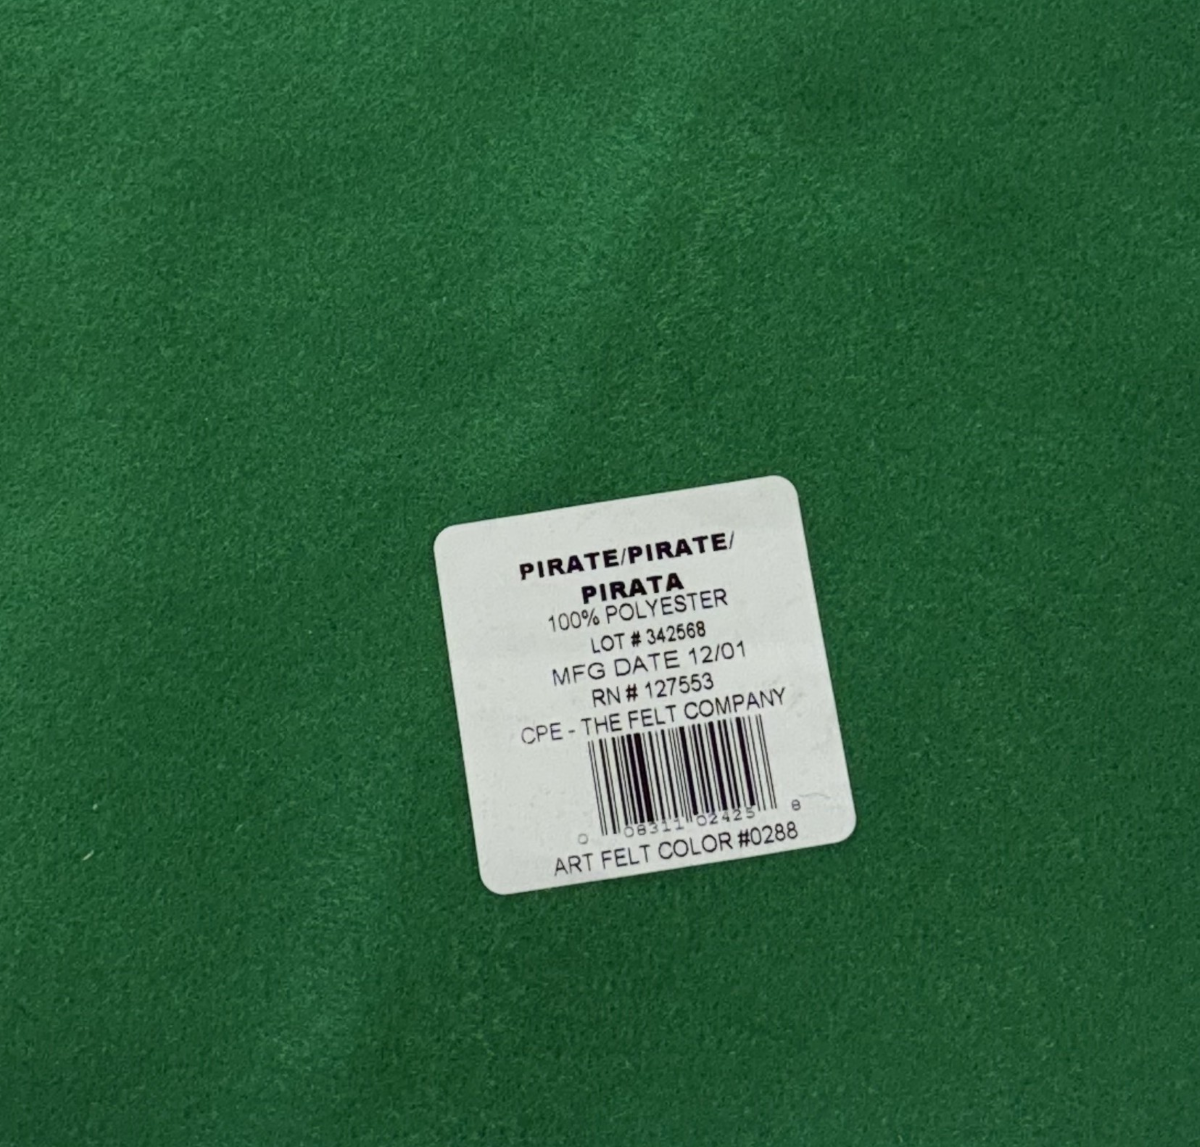 PIRATE/PIRATE/
PIRATA
100% POLYESTER
LOT # 342568
MFG DATE 12/01
RN # 127553
CPE - THE FELT COMPANY
0 08311 02425 8
ART FELT COLOR #0288